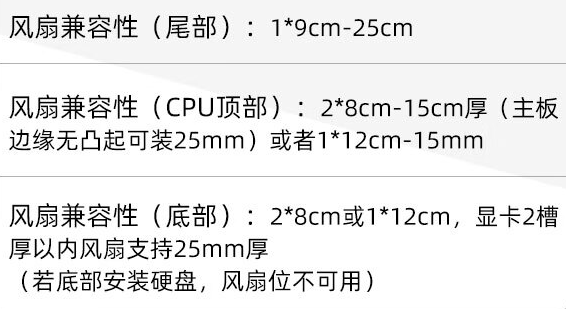 风扇兼容性（尾部）：1*9cm-25cm
风扇兼容性（CPU顶部）：2*8cm-15cm厚（主板
边缘无凸起可装25mm）或者1*12cm-15mm
风扇兼容性（底部）：2*8cm或1*12cm，显卡2槽
厚以内风扇支持25mm厚
（若底部安装硬盘，风扇位不可用）